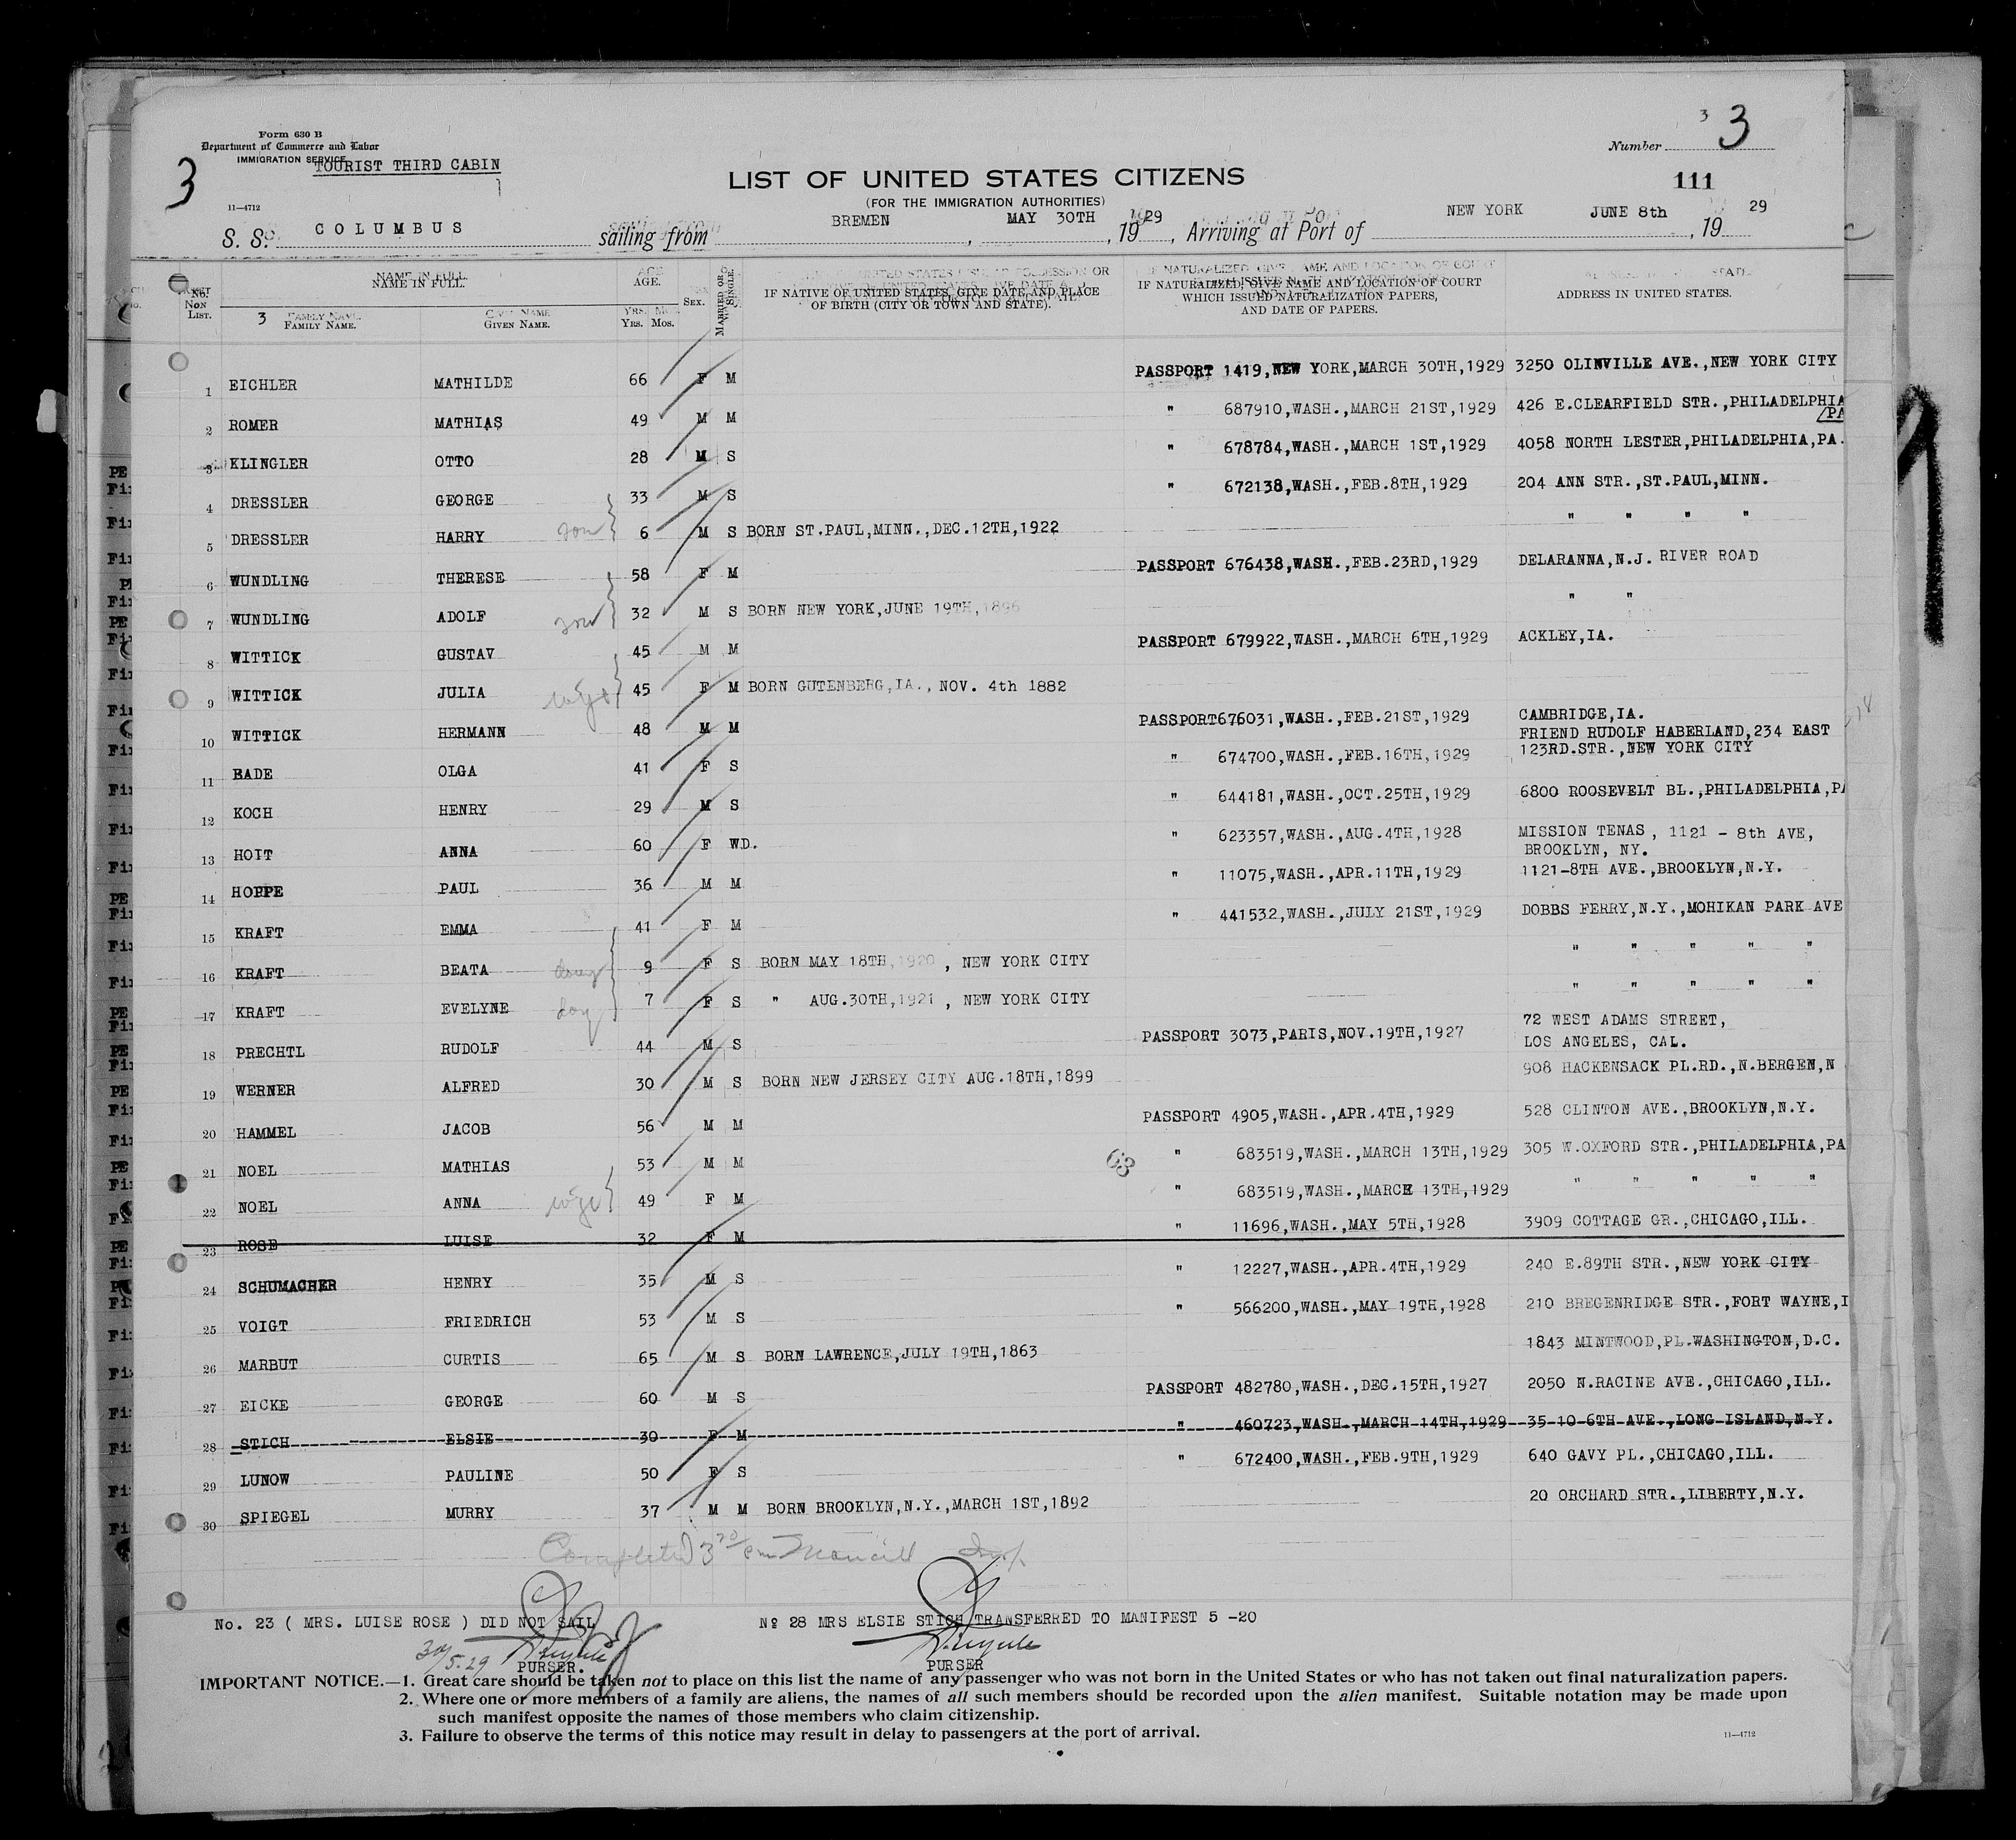 Form 630 B
Department of Commerce and Labor
IMMIGRATION SERVICE
TOURIST THIRD CABIN
3
11—4712
LIST OF UNITED STATES CITIZENS
(FOR THE IMMIGRATION AUTHORITIES)
Number 3 3
111
S. S. COLUMBUS sailing from BREMEN, MAY 30TH, 1929, Arriving at Port of NEW YORK JUNE 8th, 19 29
No. NON LIST. NAME IN FULL. AGE. SEX. MARRIED OR SINGLE. IF NATIVE OF UNITED STATES, GIVE DATE AND PLACE OF BIRTH (CITY OR TOWN AND STATE). IF NATURALIZED, GIVE NAME AND LOCATION OF COURT WHICH ISSUED NATURALIZATION PAPERS, AND DATE OF PAPERS. ADDRESS IN UNITED STATES.
3 FAMILY NAME. GIVEN NAME. YRS. MOS.
1 EICHLER MATHILDE 66 F M PASSPORT 1419,NEW YORK,MARCH 30TH,1929 3250 OLINVILLE AVE.,NEW YORK CITY
2 ROMER MATHIAS 49 M M " 687910,WASH.,MARCH 21ST,1929 426 E.CLEARFIELD STR.,PHILADELPHIA
PA
3 KLINGLER OTTO 28 M S " 678784,WASH.,MARCH 1ST,1929 4058 NORTH LESTER,PHILADELPHIA,PA.
4 DRESSLER GEORGE 33 M S " 672138,WASH.,FEB.8TH,1929 204 ANN STR.,ST.PAUL,MINN.
5 DRESSLER HARRY son 6 M S BORN ST.PAUL,MINN.,DEC.12TH,1922 " " " "
6 WUNDLING THERESE 58 F M PASSPORT 676438,WASH.,FEB.23RD,1929 DELARANNA,N.J. RIVER ROAD
7 WUNDLING ADOLF son 32 M S BORN NEW YORK,JUNE 19TH,1896 " "
8 WITTICK GUSTAV 45 M M PASSPORT 679922,WASH.,MARCH 6TH,1929 ACKLEY,IA.
9 WITTICK JULIA wife 45 F M BORN GUTENBERG,IA., NOV. 4th 1882
10 WITTICK HERMANN 48 M M PASSPORT676031,WASH.,FEB.21ST,1929 CAMBRIDGE,IA.
FRIEND RUDOLF HABERLAND,234 EAST
11 BADE OLGA 41 F S " 674700,WASH.,FEB.16TH,1929 123RD.STR.,NEW YORK CITY
12 KOCH HENRY 29 M S " 644181,WASH.,OCT.25TH,1929 6800 ROOSEVELT BL.,PHILADELPHIA,PA
13 HOIT ANNA 60 F WD. " 623357,WASH.,AUG.4TH,1928 MISSION TENAS, 1121 - 8th AVE,
BROOKLYN, NY.
14 HOPPE PAUL 36 M M " 11075,WASH.,APR.11TH,1929 1121-8TH AVE.,BROOKLYN,N.Y.
15 KRAFT EMMA 41 F M " 441532,WASH.,JULY 21ST,1929 DOBBS FERRY,N.Y.,MOHIKAN PARK AVE
16 KRAFT BEATA daug 9 F S BORN MAY 18TH,1920 , NEW YORK CITY " " " " "
17 KRAFT EVELYNE 7 F S " AUG.30TH,1921 , NEW YORK CITY " " " " "
18 PRECHTL RUDOLF 44 M S PASSPORT 3073,PARIS,NOV.19TH,1927 72 WEST ADAMS STREET,
LOS ANGELES, CAL.
19 WERNER ALFRED 30 M S BORN NEW JERSEY CITY AUG.18TH,1899 908 HACKENSACK PL.RD.,N.BERGEN,N
20 HAMMEL JACOB 56 M M PASSPORT 4905,WASH.,APR.4TH,1929 528 CLINTON AVE.,BROOKLYN,N.Y.
21 NOEL MATHIAS 53 M M 63 " 683519,WASH.,MARCH 13TH,1929 305 W.OXFORD STR.,PHILADELPHIA,PA
22 NOEL ANNA wife 49 F M " 683519,WASH.,MARCH 13TH,1929 " " " " "
23 ROSE LUISE 32 F M " 11696,WASH.,MAY 5TH,1928 3909 COTTAGE GR.,CHICAGO,ILL.
24 SCHUMACHER HENRY 35 M S " 12227,WASH.,APR.4TH,1929 240 E.89TH STR.,NEW YORK CITY
25 VOIGT FRIEDRICH 53 M S " 566200,WASH.,MAY 19TH,1928 210 BREGENRIDGE STR.,FORT WAYNE,I
26 MARBUT CURTIS 65 M S BORN LAWRENCE,JULY 19TH,1863 1843 MINTWOOD,PL.WASHINGTON,D.C.
27 EICKE GEORGE 60 M S PASSPORT 482780,WASH.,DEC.15TH,1927 2050 N.RACINE AVE.,CHICAGO,ILL.
28 STICH ELSIE 30 F M " 460723,WASH.,MARCH 14TH,1929 35-10-6TH AVE.,LONG ISLAND,N.Y.
29 LUNOW PAULINE 50 F S " 672400,WASH.,FEB.9TH,1929 640 GAVY PL.,CHICAGO,ILL.
30 SPIEGEL MURRY 37 M M BORN BROOKLYN,N.Y.,MARCH 1ST,1892 20 ORCHARD STR.,LIBERTY,N.Y.
Completed
No. 23 ( MRS. LUISE ROSE ) DID NOT SAIL Nº 28 MRS ELSIE STICH TRANSFERRED TO MANIFEST 5 -20
30/5.29 PURSER. PURSER
IMPORTANT NOTICE.—1. Great care should be taken not to place on this list the name of any passenger who was not born in the United States or who has not taken out final naturalization papers.
2. Where one or more members of a family are aliens, the names of all such members should be recorded upon the alien manifest. Suitable notation may be made upon
such manifest opposite the names of those members who claim citizenship.
3. Failure to observe the terms of this notice may result in delay to passengers at the port of arrival.
11—4712